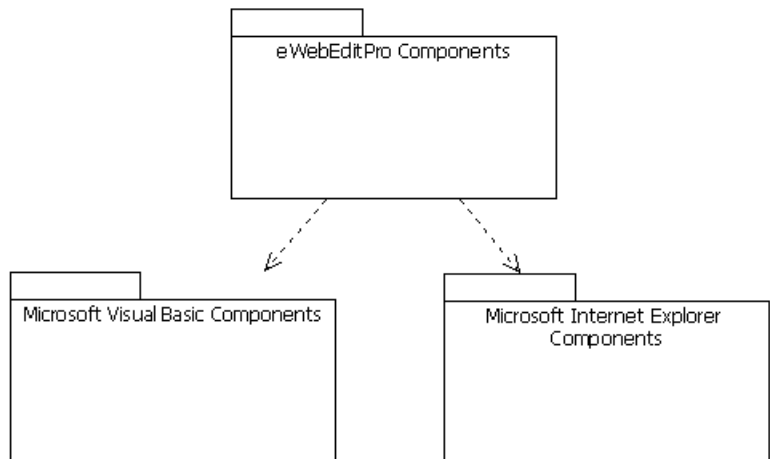 eWebEditPro Components
Microsoft Visual Basic Components
Microsoft Internet Explorer
Components